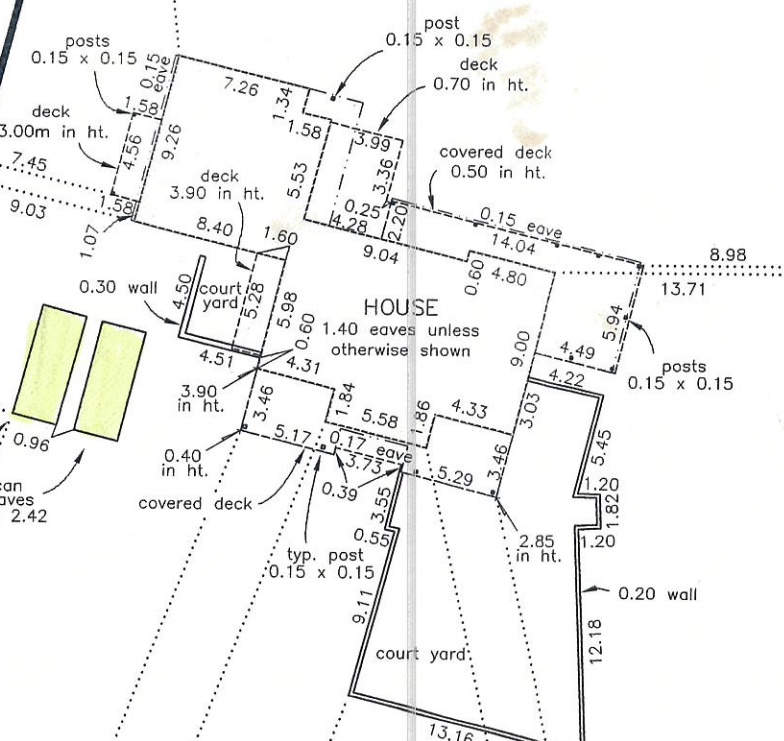 post
0.15 x 0.15
posts
0.15 x 0.15
0.15
eave
deck
0.70 in ht.
7.26
1.34
1.58
deck
3.00m in ht.
1.58
3.99
covered deck
0.50 in ht.
4.56
9.26
7.45
deck
3.90 in ht.
5.53
3.36
9.03
1.58
0.25
2.20
0.15 eave
14.04
4.28
8.40
1.60
9.04
1.07
0.60
4.80
8.98
13.71
0.30 wall
4.50
court
yard
5.28
5.98
HOUSE
1.40 eaves unless
otherwise shown
0.60
9.00
5.94
4.51
4.31
4.49
posts
0.15 x 0.15
3.90
in ht.
4.22
3.46
1.84
5.58
.86
4.33
3.03
5.17
0.17 eave
3.73
5.29
3.46
5.45
0.96
0.40
in ht.
covered deck
0.39
1.20
1.82
can
aves
2.42
3.55
0.55
2.85
in ht.
1.20
typ. post
0.15 x 0.15
0.20 wall
9.11
12.18
court yard
13.16